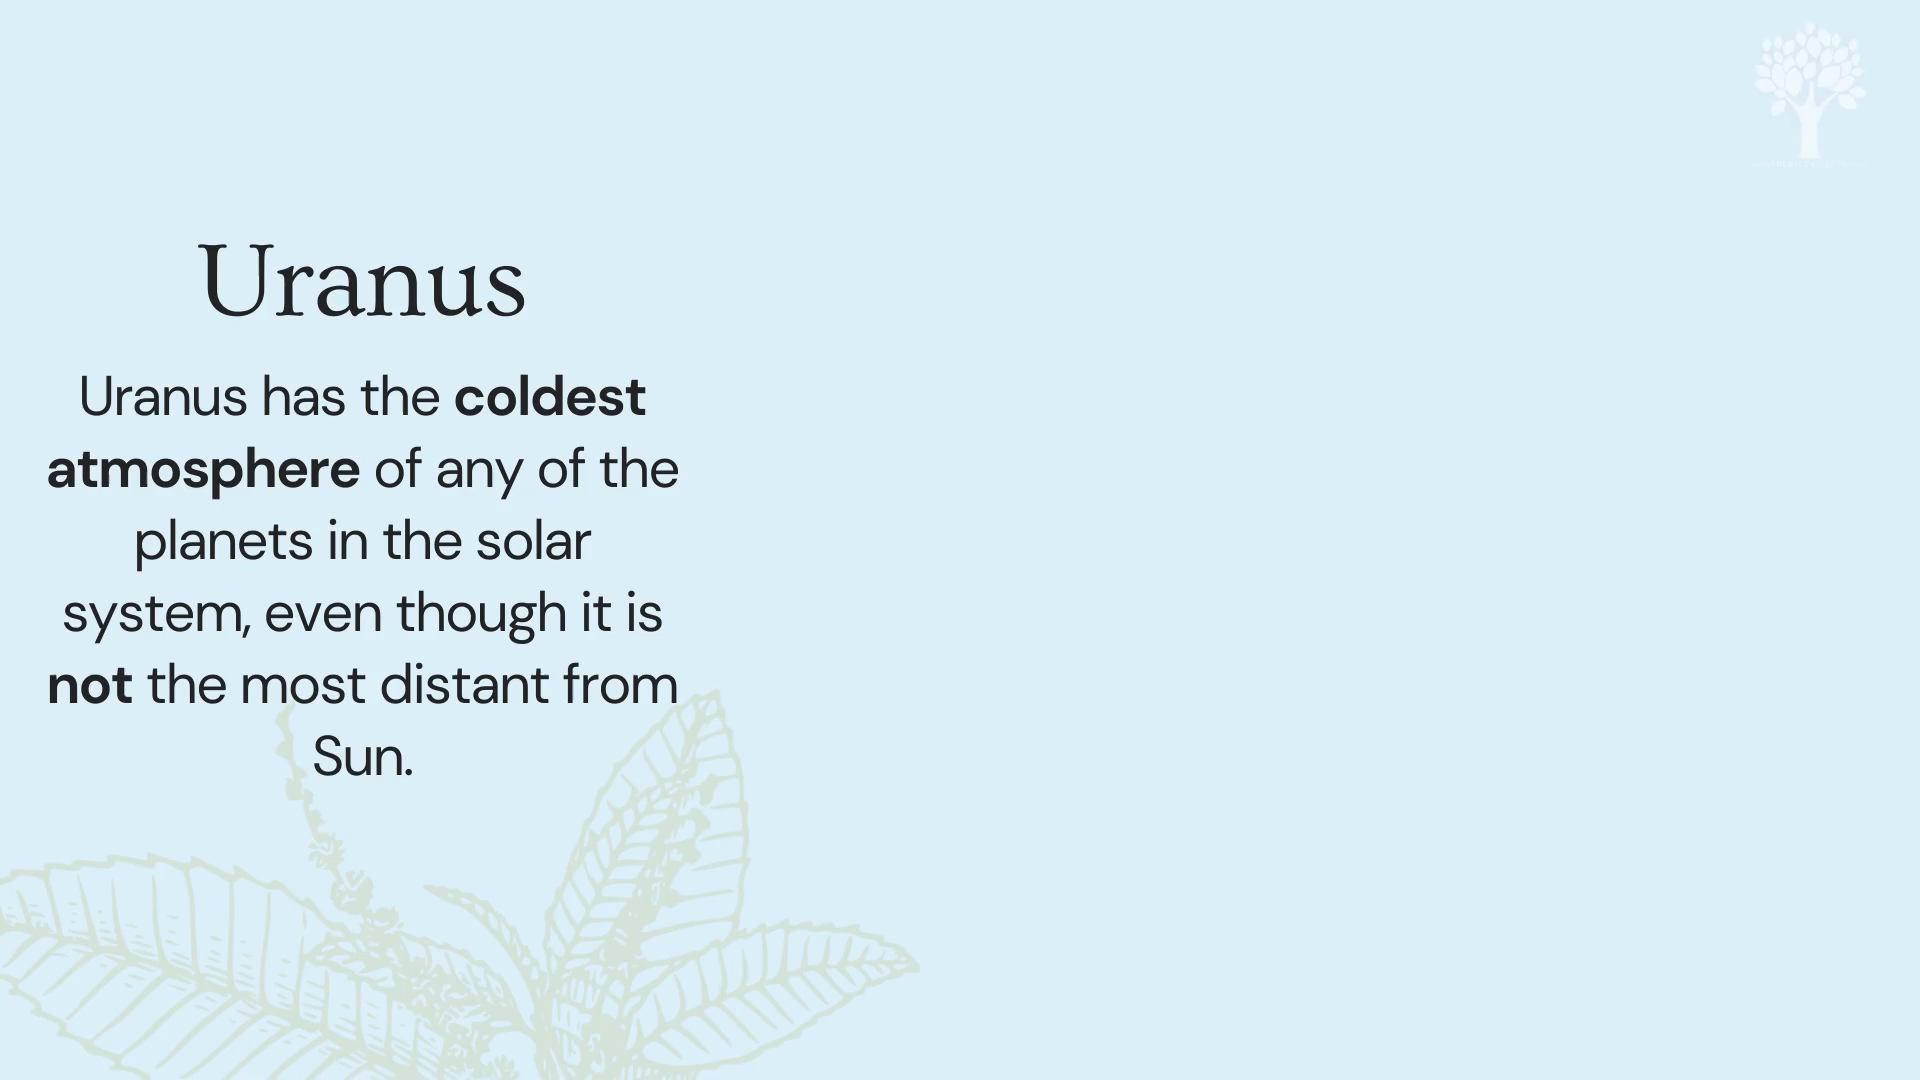 Uranus
Uranus has the coldest
atmosphere of any of the
planets in the solar
system, even though it is
not the most distant from
Sun.